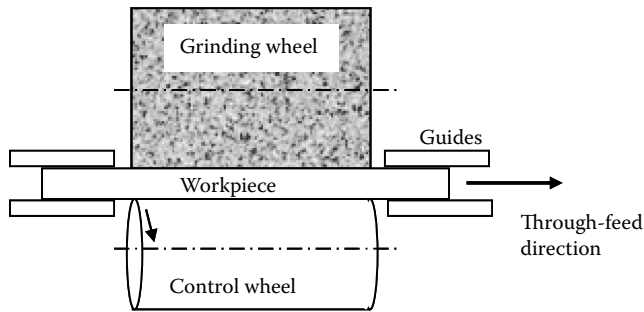 Grinding wheel
Guides
Workpiece
Through-feed
direction
Control wheel